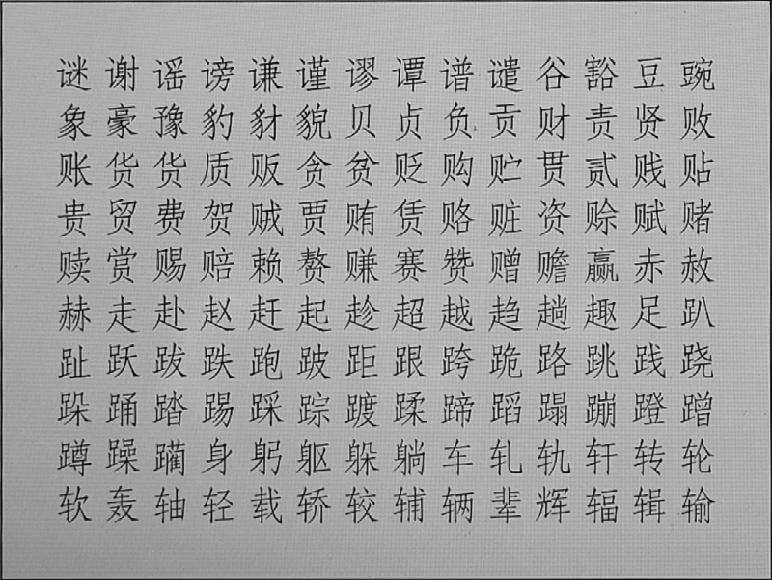 谜谢谣谤谦谨谬谭谱谴谷豁豆豌
象豪豫豹豺貌贝贞负贡财责贤败
账货货质贩贪贫贬购贮贯贰贱贴
贵贸费贺贼贾贿赁赂赃资赊赋赌
赎赏赐赔赖赘赚赛赞赠赡赢赤赦
赫走赴赵赶起趁超越趋趟趣足趴
趾跃跋跌跑跛距跟跨跪路跳践跷
跺踊踏踢踩踪踱蹂蹄蹈蹋蹦蹬蹭
蹲躁躏身躬躯躲躺车轧轨轩转轮
软轰轴轻载轿较辅辆辈辉辐辑输